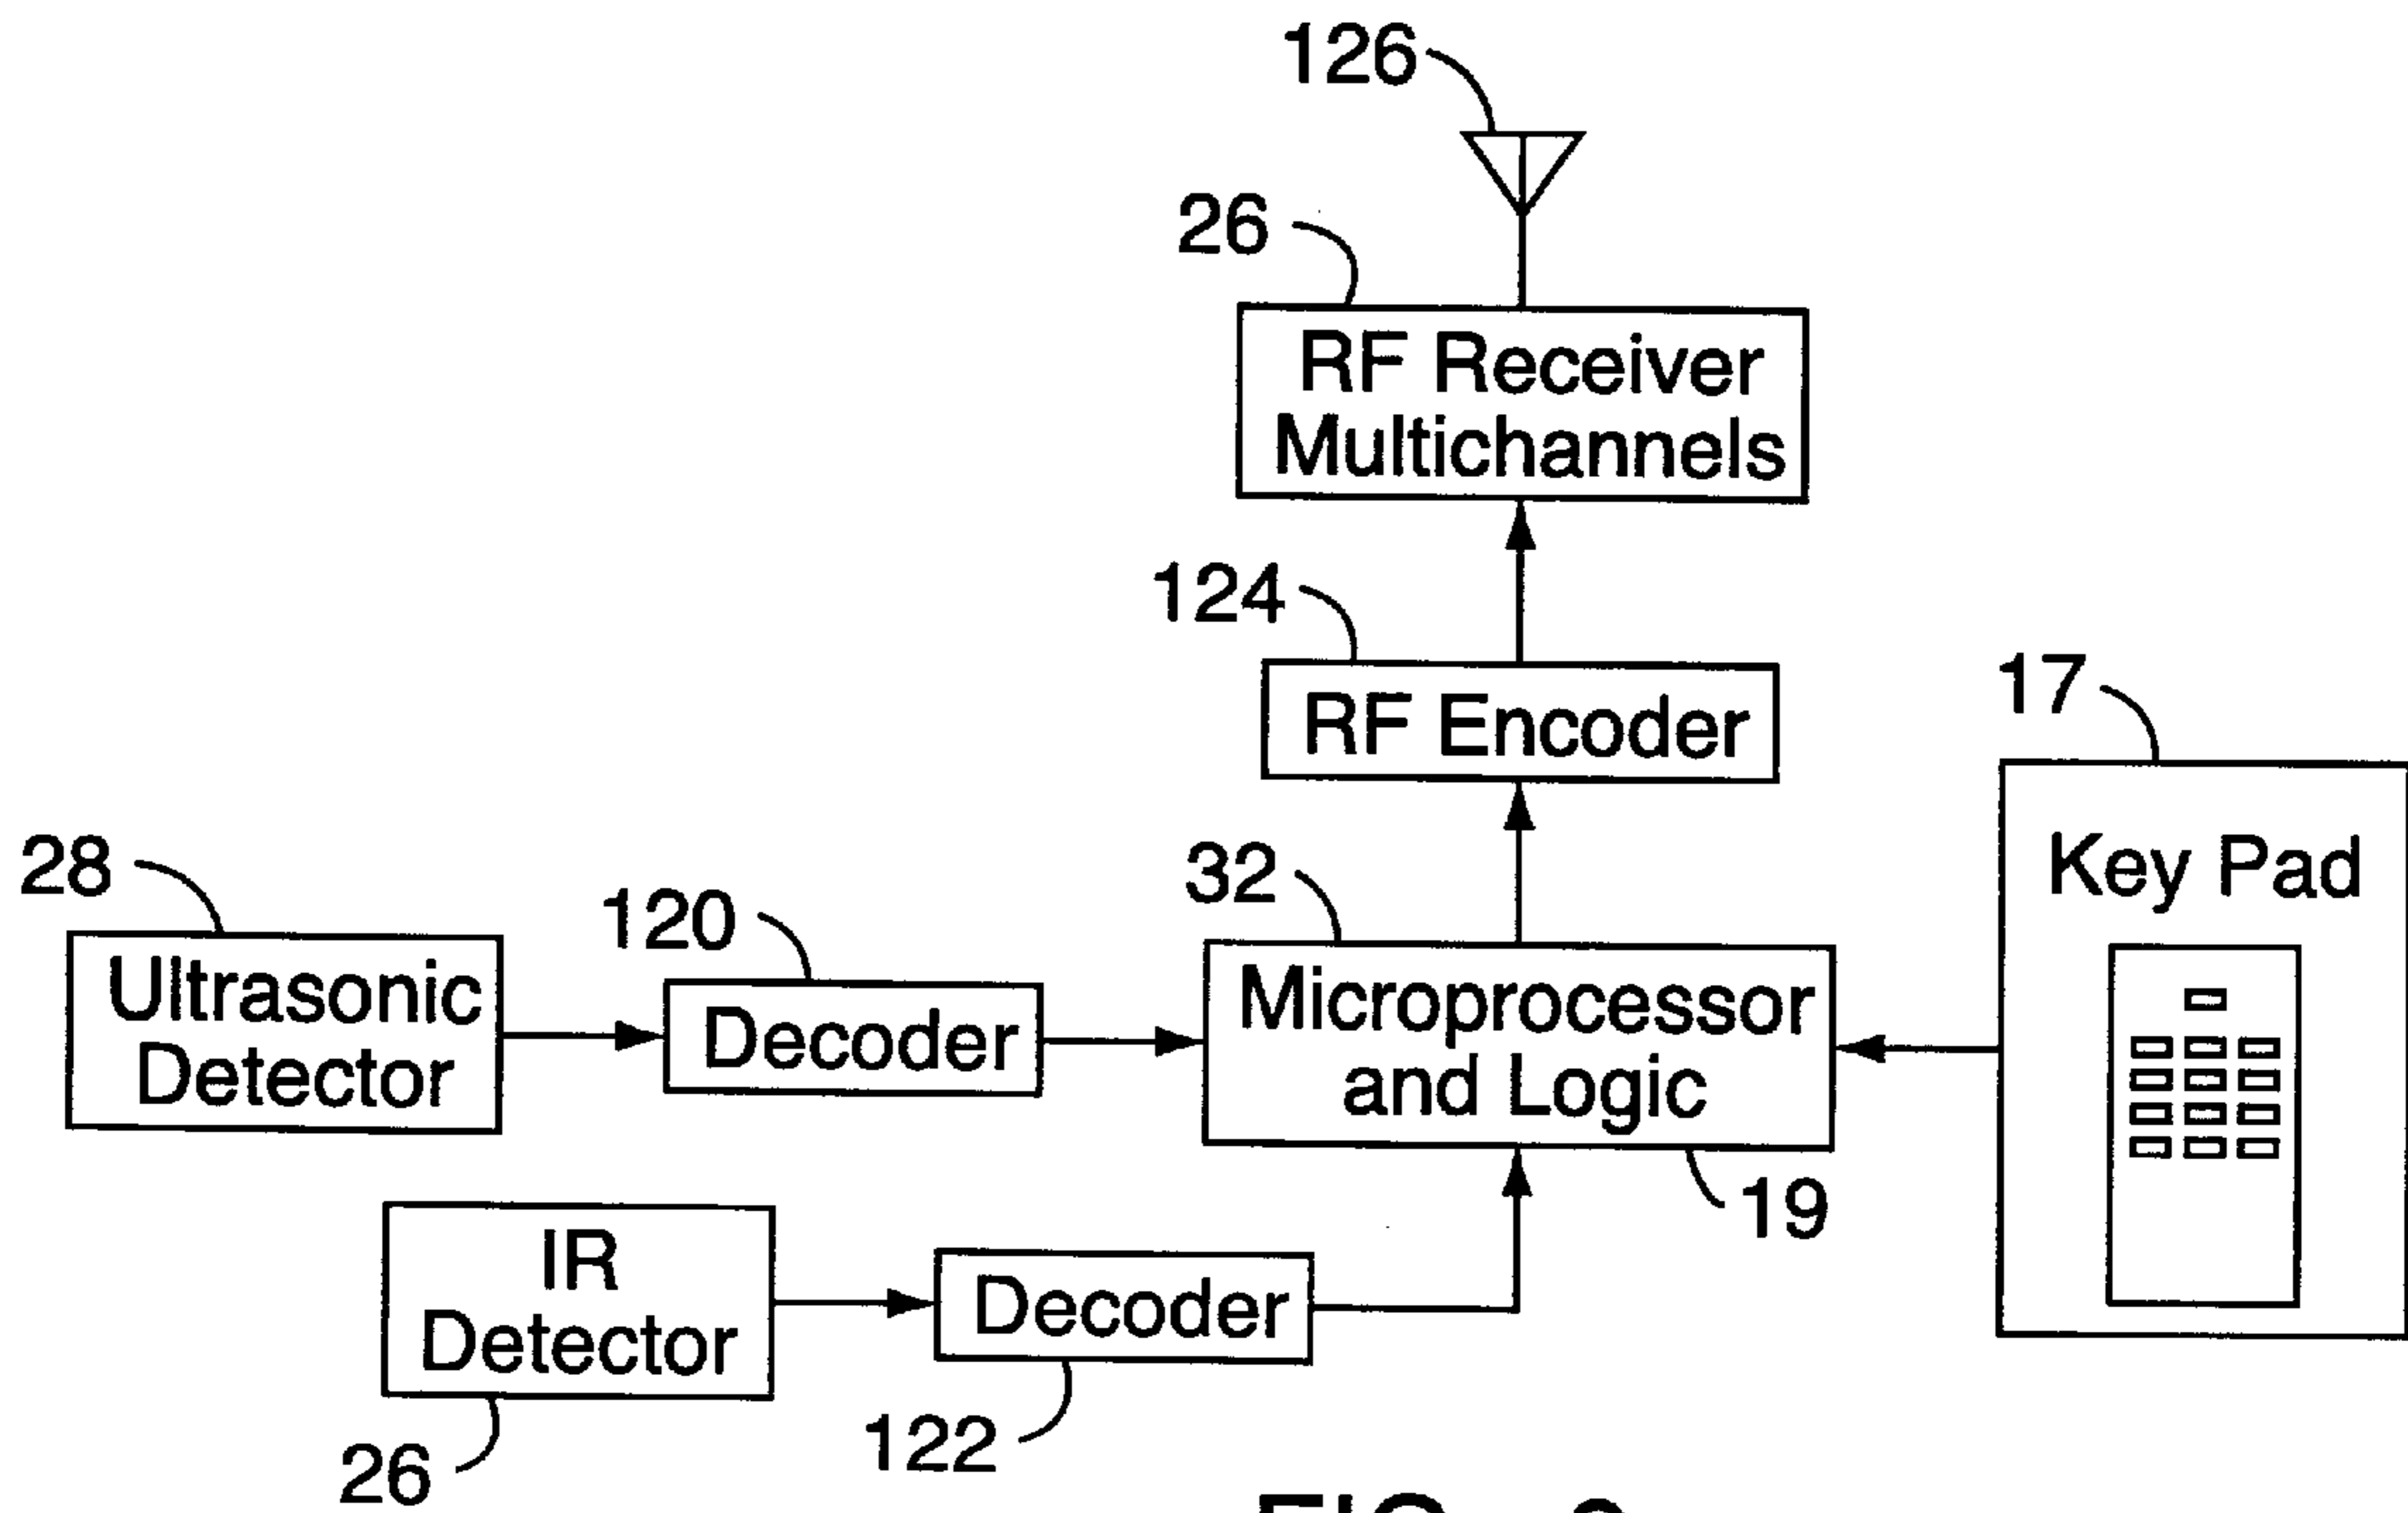 126
26
RF Receiver
Multichannels
124
RF Encoder
17
Key Pad
28
120
32
Ultrasonic
Detector
Decoder
Microprocessor
and Logic
19
IR
Detector
Decoder
26
122